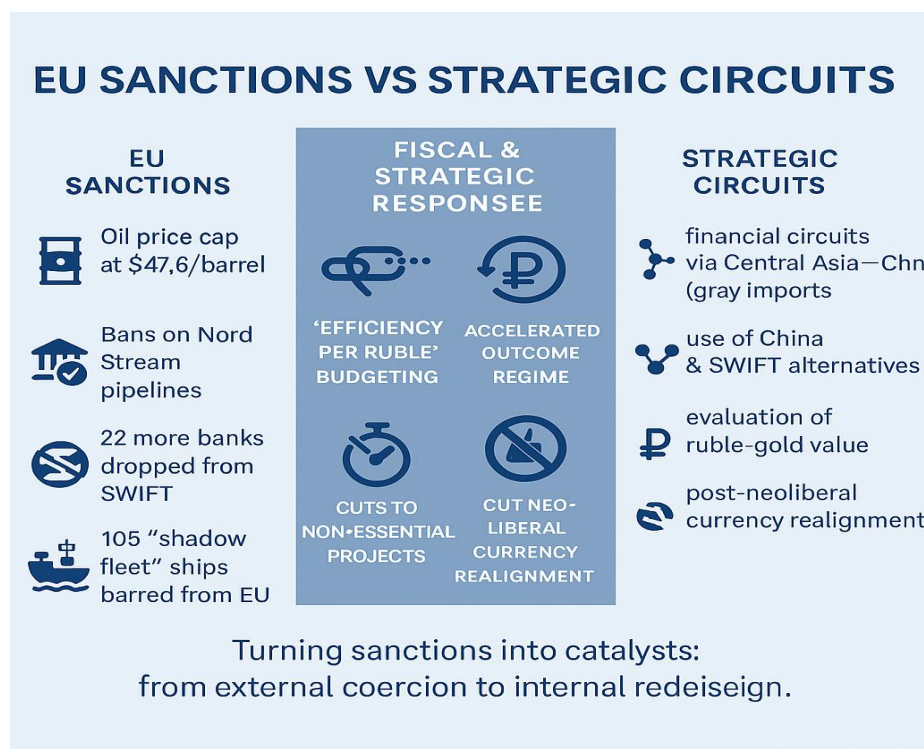 EU SANCTIONS VS STRATEGIC CIRCUITS
EU
SANCTIONS
Oil price cap
at $47,6/barrel
Bans on Nord
Stream
pipelines
22 more banks
dropped from
SWIFT
105 "shadow
fleet" ships
barred from EU
FISCAL &
STRATEGIC
RESPONSEE
'EFFICIENCY
PER RUBLE'
BUDGETING
ACCELERATED
OUTCOME
REGIME
CUTS TO
NON•ESSENTIAL
PROJECTS
CUT NEO-
LIBERAL
CURRENCY
REALIGNMENT
STRATEGIC
CIRCUITS
financial circuits
via Central Asia—Chn
(gray imports
use of China
& SWIFT alternatives
evaluation of
ruble-gold value
post-neoliberal
currency realignment
Turning sanctions into catalysts:
from external coercion to internal redeiseign.